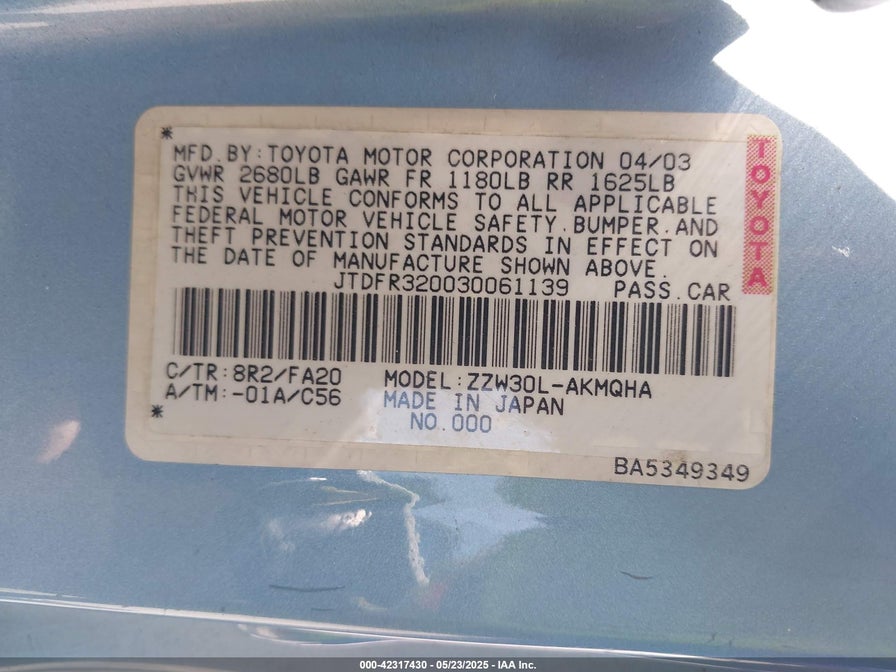 *
MFD.BY:TOYOTA MOTOR CORPORATION 04/03
GVWR 2680LB GAWR FR 1180LB RR 1625LB
THIS VEHICLE CONFORMS TO ALL APPLICABLE
FEDERAL MOTOR VEHICLE SAFETY.BUMPER.AND
THEFT PREVENTION STANDARDS IN EFFECT ON
THE DATE OF MANUFACTURE SHOWN ABOVE.
JTDFR320030061139 PASS.CAR
TOYOTA
C/TR:8R2/FA20 MODEL:ZZW30L-AKMQHA
A/TM:-01A/C56 MADE IN JAPAN
* NO.000
BA5349349
000-42317430 - 05/23/2025 - IAA Inc.